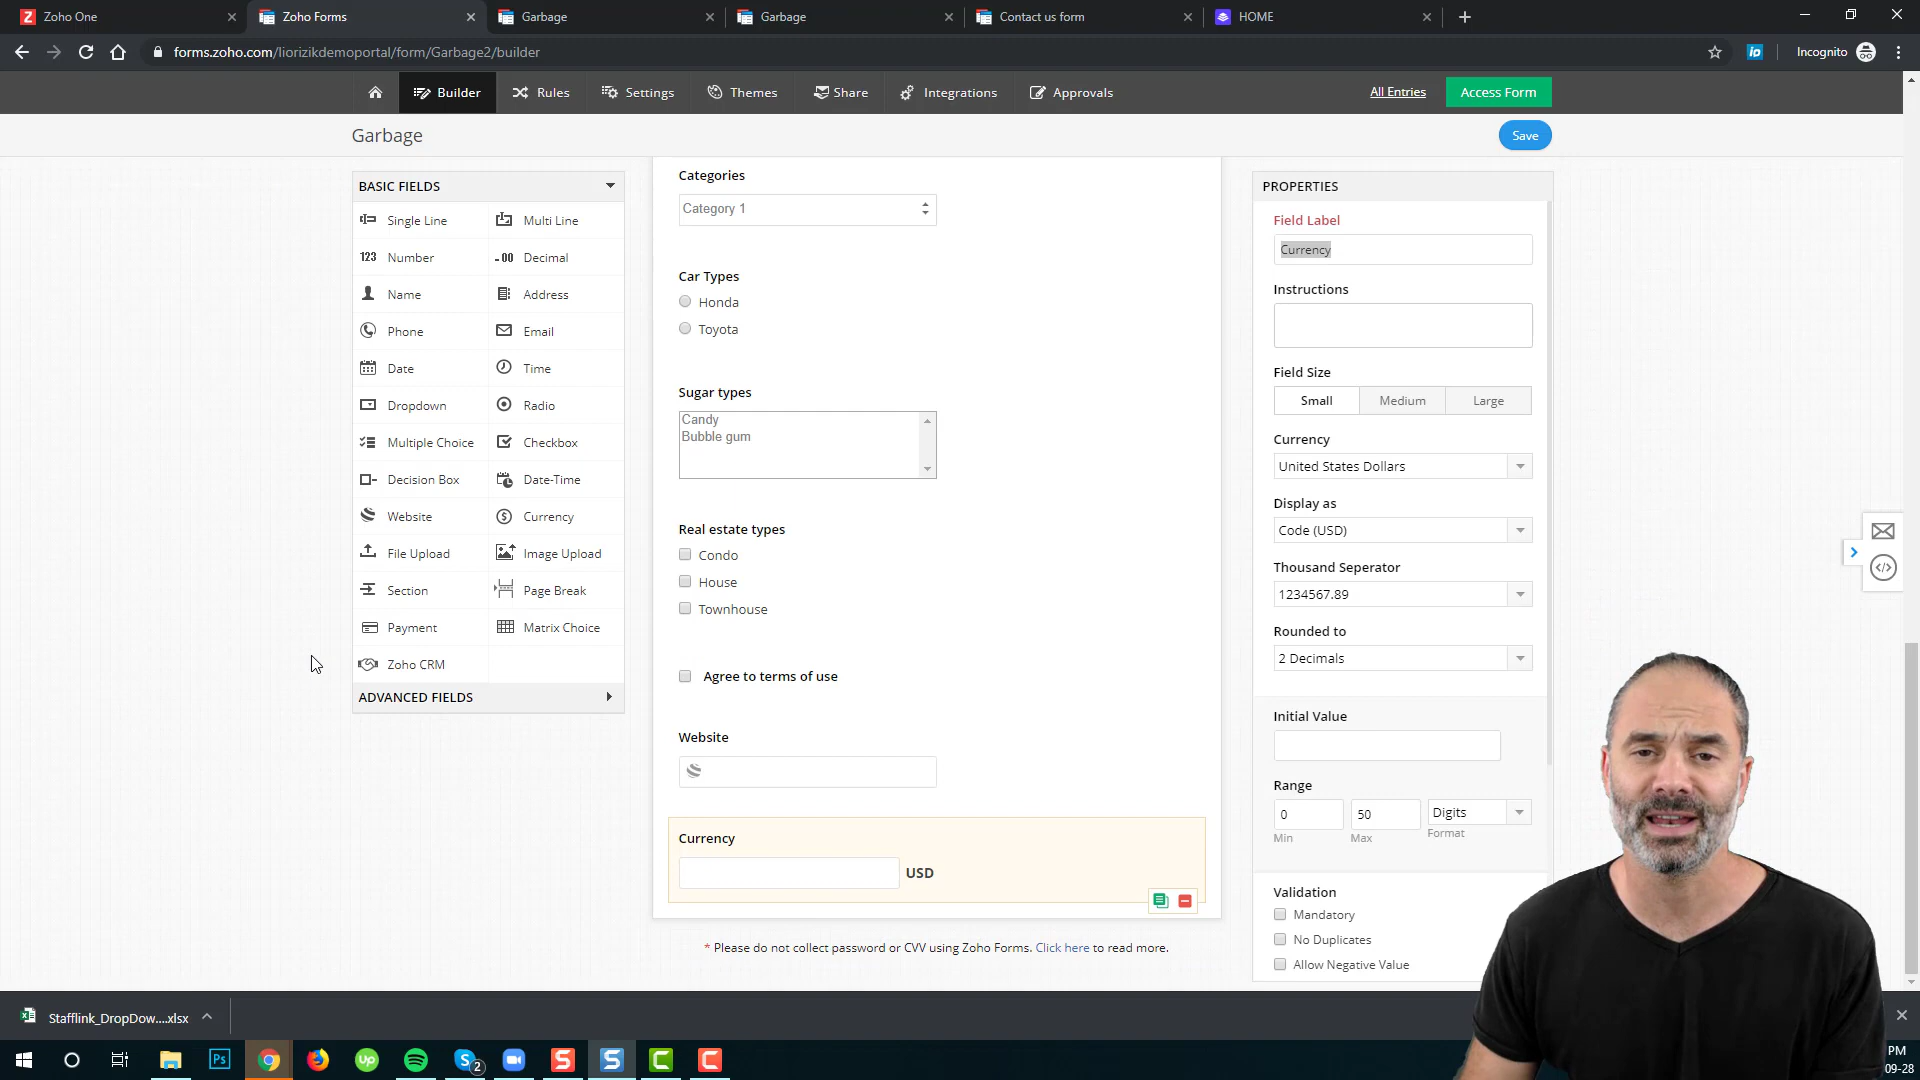 Zoho One
Zoho Forms
Garbage
Garbage
Contact us form
HOME
forms.zoho.com/liorizikdemoportal/form/Garbage2/builder
Incognito
Builder
Rules
Settings
Themes
Share
Integrations
Approvals
All Entries
Access Form
Garbage
Save
BASIC FIELDS
Single Line
Multi Line
123 Number
.00 Decimal
Name
Address
Phone
Email
Date
Time
Dropdown
Radio
Multiple Choice
Checkbox
Decision Box
Date-Time
Website
Currency
File Upload
Image Upload
Section
Page Break
Payment
Matrix Choice
Zoho CRM
ADVANCED FIELDS
Categories
Category 1
Car Types
Honda
Toyota
Sugar types
Candy
Bubble gum
Real estate types
Condo
House
Townhouse
Agree to terms of use
Website
Currency
USD
* Please do not collect password or CVV using Zoho Forms. Click here to read more.
PROPERTIES
Field Label
Currency
Instructions
Field Size
Small
Medium
Large
Currency
United States Dollars
Display as
Code (USD)
Thousand Seperator
1234567.89
Rounded to
2 Decimals
Initial Value
Range
0
50
Digits
Min
Max
Format
Validation
Mandatory
No Duplicates
Allow Negative Value
Stafflink_DropDow....xlsx
Ps
Up
2
PM
09-28